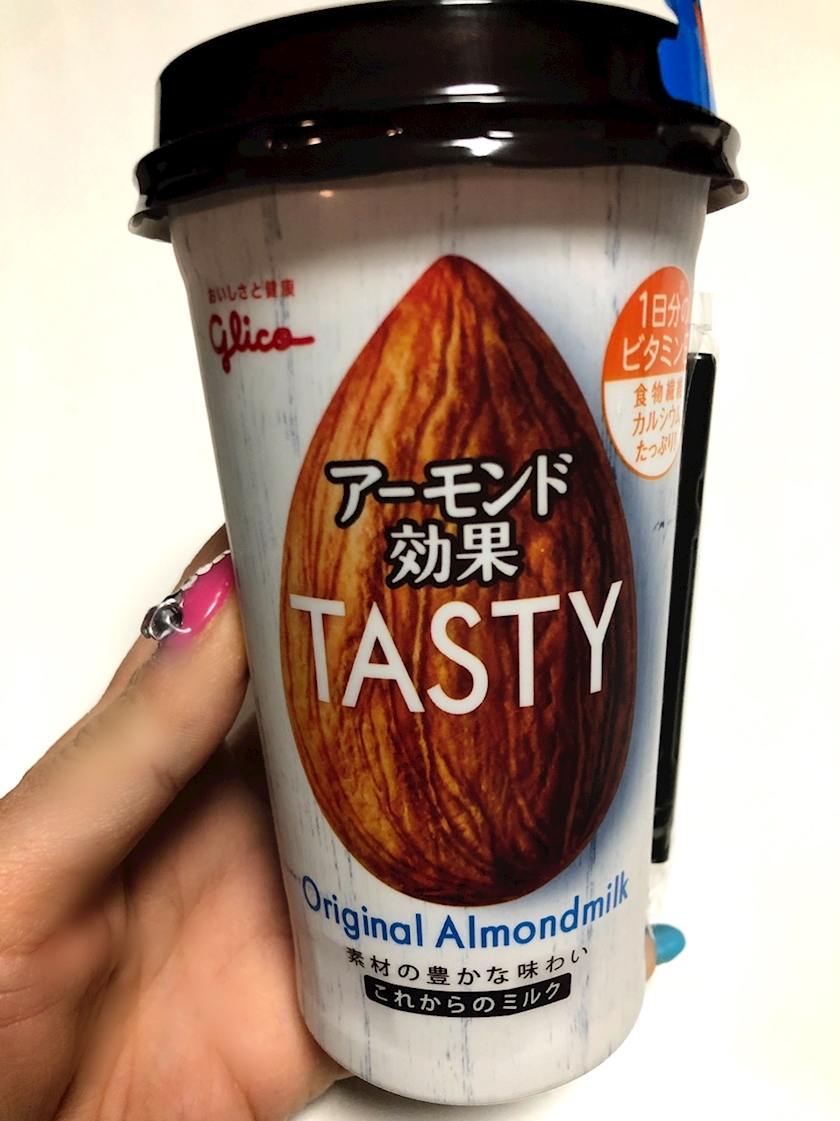 おいしさと健康
Glico
1日分の
ビタミン
食物繊維
カルシウム
たっぷり!
アーモンド
効果
TASTY
Original Almondmilk
素材の豊かな味わい
これからのミルク